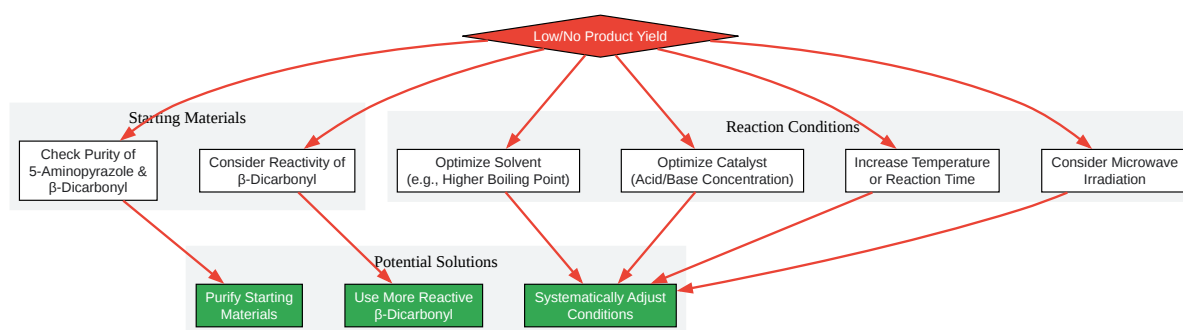 Low/No Product Yield
Starting Materials
Reaction Conditions
Check Purity of
5-Aminopyrazole &
β-Dicarbonyl
Consider Reactivity of
β-Dicarbonyl
Optimize Solvent
(e.g., Higher Boiling Point)
Optimize Catalyst
(Acid/Base Concentration)
Increase Temperature
or Reaction Time
Consider Microwave
Irradiation
Potential Solutions
Purify Starting
Materials
Use More Reactive
β-Dicarbonyl
Systematically Adjust
Conditions